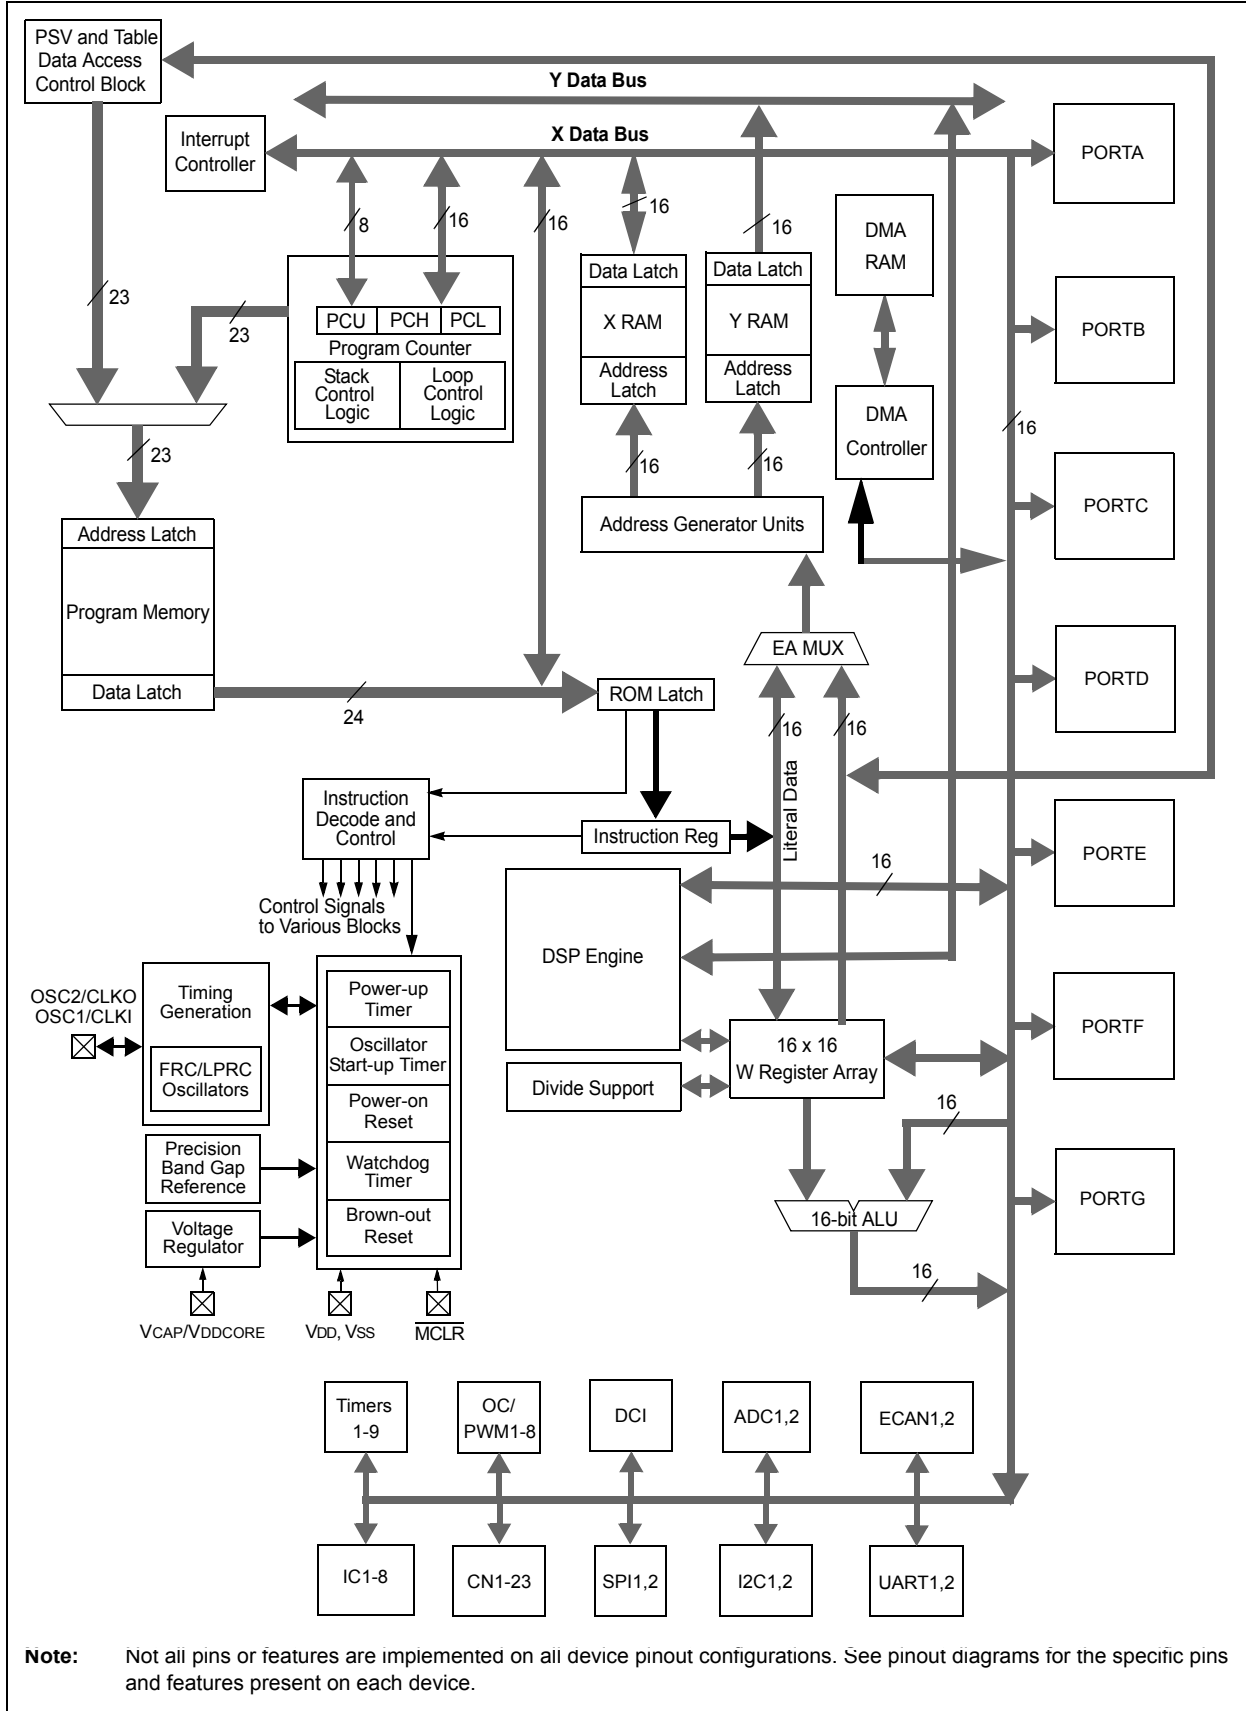 PSV and Table
Data Access
Control Block
Y Data Bus
Interrupt
Controller
X Data Bus
PORTA
8
16
16
16
16
DMA
RAM
Data Latch
X RAM
Address
Latch
Data Latch
Y RAM
Address
Latch
23
23
PCU PCH PCL
Program Counter
Stack
Control
Logic
Loop
Control
Logic
PORTB
DMA
Controller
16
23
16
16
PORTC
Address Generator Units
Address Latch
Program Memory
Data Latch
24
ROM Latch
EA MUX
PORTD
16
16
Literal Data
Instruction
Decode and
Control
Instruction Reg
PORTE
16
Control Signals
to Various Blocks
DSP Engine
OSC2/CLKO
OSC1/CLKI
Timing
Generation
FRC/LPRC
Oscillators
Power-up
Timer
Oscillator
Start-up Timer
Power-on
Reset
Watchdog
Timer
Brown-out
Reset
16 x 16
W Register Array
Divide Support
PORTF
16
Precision
Band Gap
Reference
Voltage
Regulator
16-bit ALU
PORTG
16
VCAP/VDDCORE
VDD, VSS
MCLR
Timers
1-9
OC/
PWM1-8
DCI
ADC1,2
ECAN1,2
IC1-8
CN1-23
SPI1,2
I2C1,2
UART1,2
Note: Not all pins or features are implemented on all device pinout configurations. See pinout diagrams for the specific pins
and features present on each device.